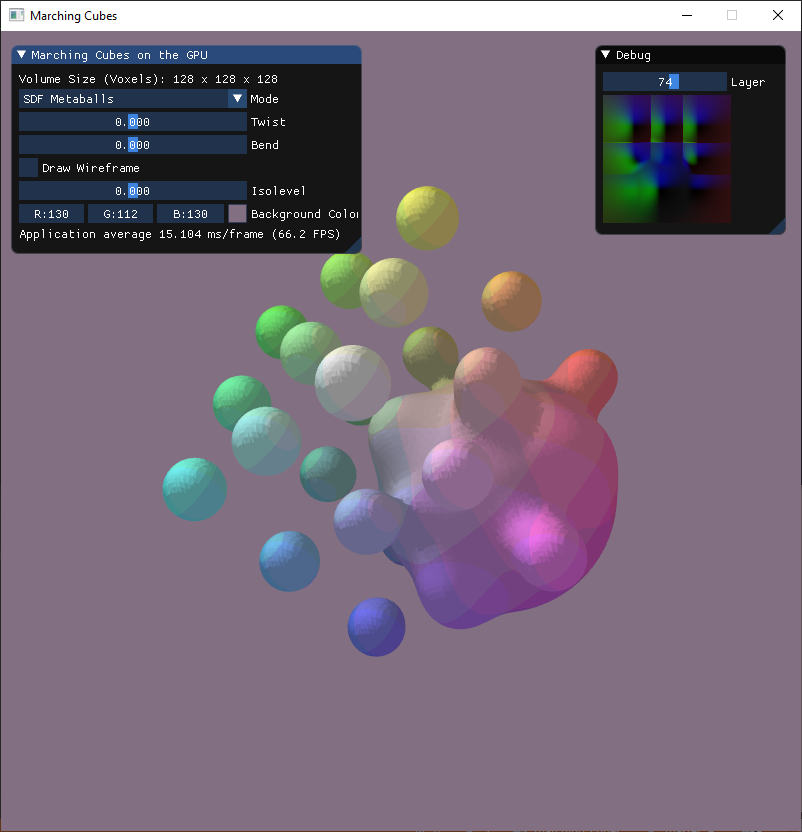 Marching Cubes
Marching Cubes on the GPU
Volume Size (Voxels): 128 x 128 x 128
SDF Metaballs Mode
0.000 Twist
0.000 Bend
Draw Wireframe
0.000 Isolevel
R:130 G:112 B:130 Background Color
Application average 15.104 ms/frame (66.2 FPS)
Debug
74 Layer